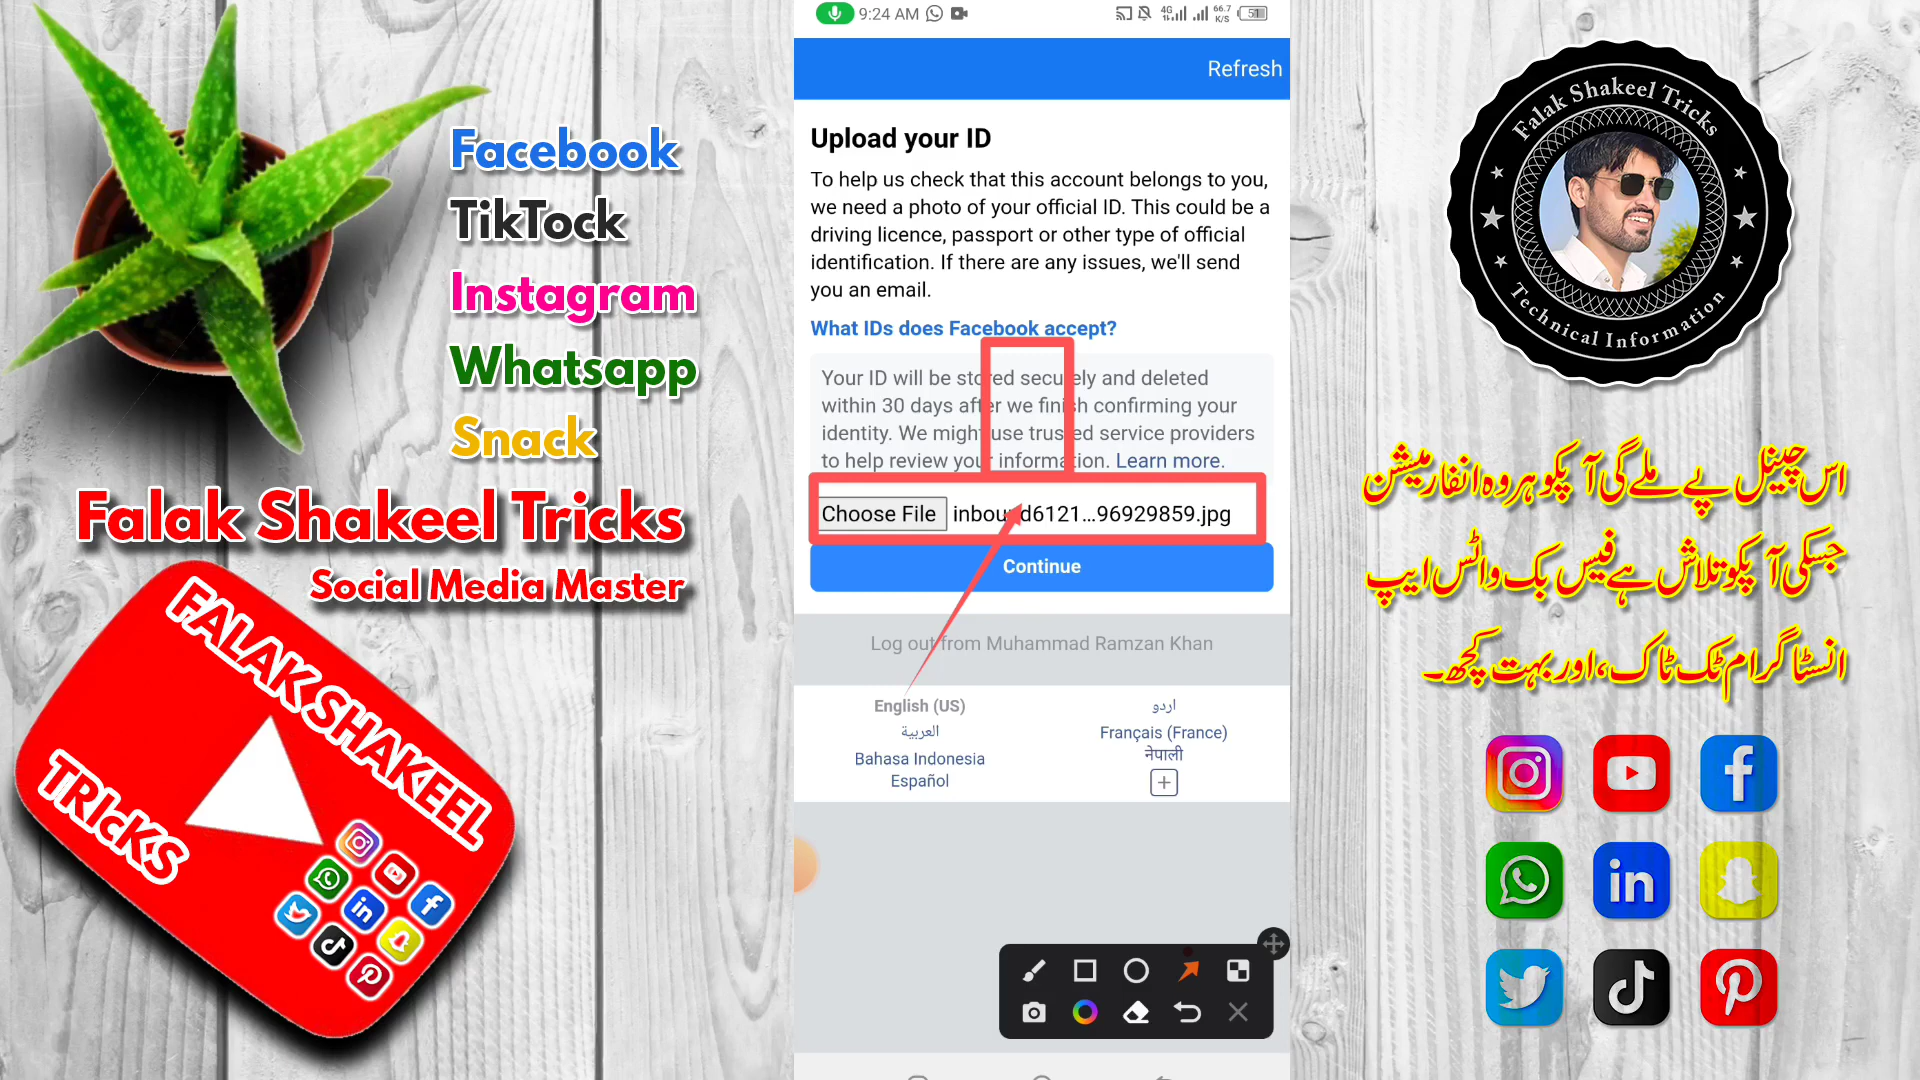 9:24 AM
4G
66.7
K/S
51
Refresh
Upload your ID
To help us check that this account belongs to you,
we need a photo of your official ID. This could be a
driving licence, passport or other type of official
identification. If there are any issues, we'll send
you an email.
What IDs does Facebook accept?
Your ID will be stored securely and deleted
within 30 days after we finish confirming your
identity. We might use trusted service providers
to help review your information. Learn more.
Choose File inbound6121...96929859.jpg
Continue
Log out from Muhammad Ramzan Khan
English (US)
اردو
العربية
Français (France)
Bahasa Indonesia
नेपाली
Español
Facebook
TikTock
Instagram
Whatsapp
Snack
Falak Shakeel Tricks
Social Media Master
FALAK SHAKEEL
TRIcKS
Falak Shakeel Tricks
Technical Information
اس چینل پے ملے گی آپکو ہر وہ انفارمیشن
جسکی آپکو تلاش ہے فیس بک واٹس ایپ
انسٹاگرام ٹک ٹاک،اور بہت کچھ۔